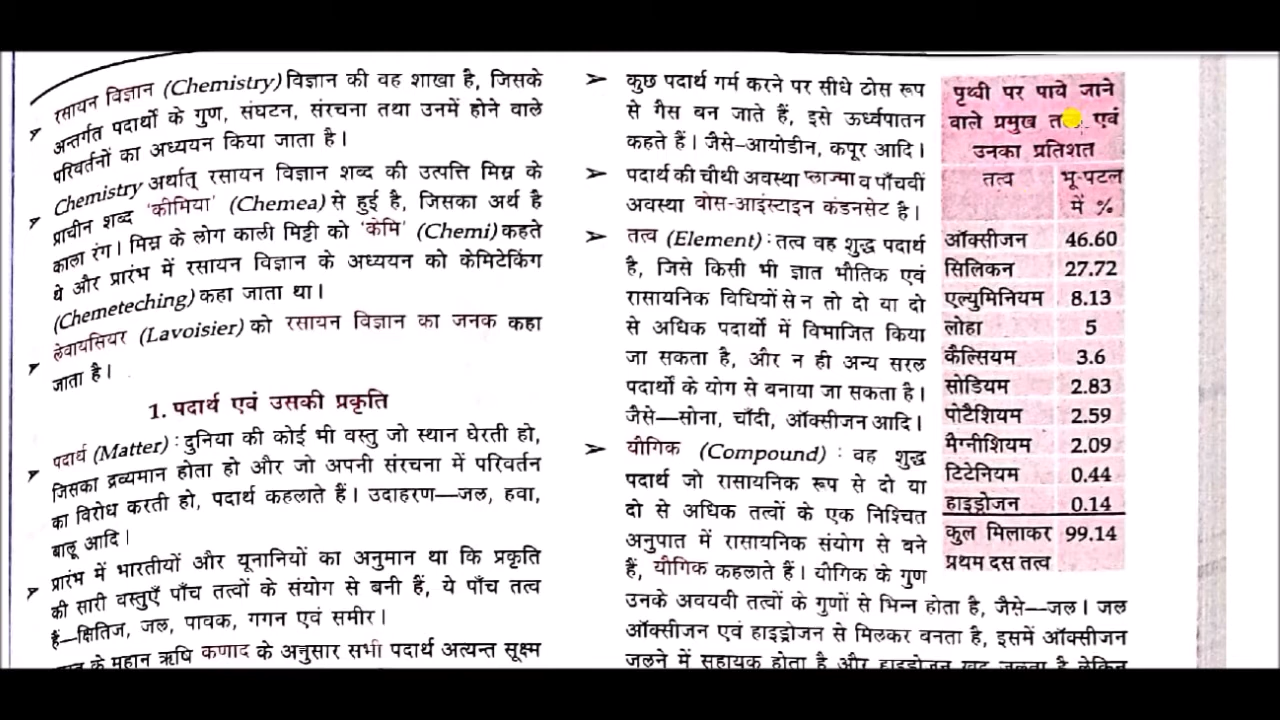 रसायन विज्ञान (Chemistry) विज्ञान की वह शाखा है, जिसके
अन्तर्गत पदार्थों के गुण, संघटन, संरचना तथा उनमें होने वाले
परिवर्तनों का अध्ययन किया जाता है।
Chemistry अर्थात् रसायन विज्ञान शब्द की उत्पत्ति मिस्र के
प्राचीन शब्द 'कीमिया' (Chemea) से हुई है, जिसका अर्थ है
काला रंग। मिस्र के लोग काली मिट्टी को 'केमि' (Chemi) कहते
थे और प्रारंभ में रसायन विज्ञान के अध्ययन को केमिटेकिंग
(Chemeteching) कहा जाता था।
लेवायसियर (Lavoisier) को रसायन विज्ञान का जनक कहा
जाता है।
1. पदार्थ एवं उसकी प्रकृति
पदार्थ (Matter) : दुनिया की कोई भी वस्तु जो स्थान घेरती हो,
जिसका द्रव्यमान होता हो और जो अपनी संरचना में परिवर्तन
का विरोध करती हो, पदार्थ कहलाते हैं। उदाहरण—जल, हवा,
बालू आदि।
प्रारंभ में भारतीयों और यूनानियों का अनुमान था कि प्रकृति
की सारी वस्तुएँ पाँच तत्वों के संयोग से बनी हैं, ये पाँच तत्व
हैं—क्षितिज, जल, पावक, गगन एवं समीर।
के महान ऋषि कणाद के अनुसार सभी पदार्थ अत्यन्त सूक्ष्म
कुछ पदार्थ गर्म करने पर सीधे ठोस रूप
से गैस बन जाते हैं, इसे ऊर्ध्वपातन
कहते हैं। जैसे–आयोडीन, कपूर आदि।
पदार्थ की चौथी अवस्था प्लाज्मा व पाँचवीं
अवस्था बोस-आइंस्टाइन कंडनसेट है।
तत्व (Element) : तत्व वह शुद्ध पदार्थ
है, जिसे किसी भी ज्ञात भौतिक एवं
रासायनिक विधियों से न तो दो या दो
से अधिक पदार्थों में विभाजित किया
जा सकता है, और न ही अन्य सरल
पदार्थों के योग से बनाया जा सकता है।
जैसे—सोना, चाँदी, ऑक्सीजन आदि।
यौगिक (Compound) : वह शुद्ध
पदार्थ जो रासायनिक रूप से दो या
दो से अधिक तत्वों के एक निश्चित
अनुपात में रासायनिक संयोग से बने
हैं, यौगिक कहलाते हैं। यौगिक के गुण
उनके अवयवी तत्वों के गुणों से भिन्न होता है, जैसे—जल। जल
ऑक्सीजन एवं हाइड्रोजन से मिलकर बनता है, इसमें ऑक्सीजन
जलने में सहायक होता है और हाइड्रोजन खुद जलता है लेकिन
पृथ्वी पर पाये जाने
वाले प्रमुख एवं
उनका प्रतिशत
तत्व भू-पटल
में %
ऑक्सीजन 46.60
सिलिकन 27.72
एल्युमिनियम 8.13
लोहा 5
कैल्सियम 3.6
सोडियम 2.83
पोटैशियम 2.59
मैग्नीशियम 2.09
टिटेनियम 0.44
हाइड्रोजन 0.14
कुल मिलाकर 99.14
प्रथम दस तत्व